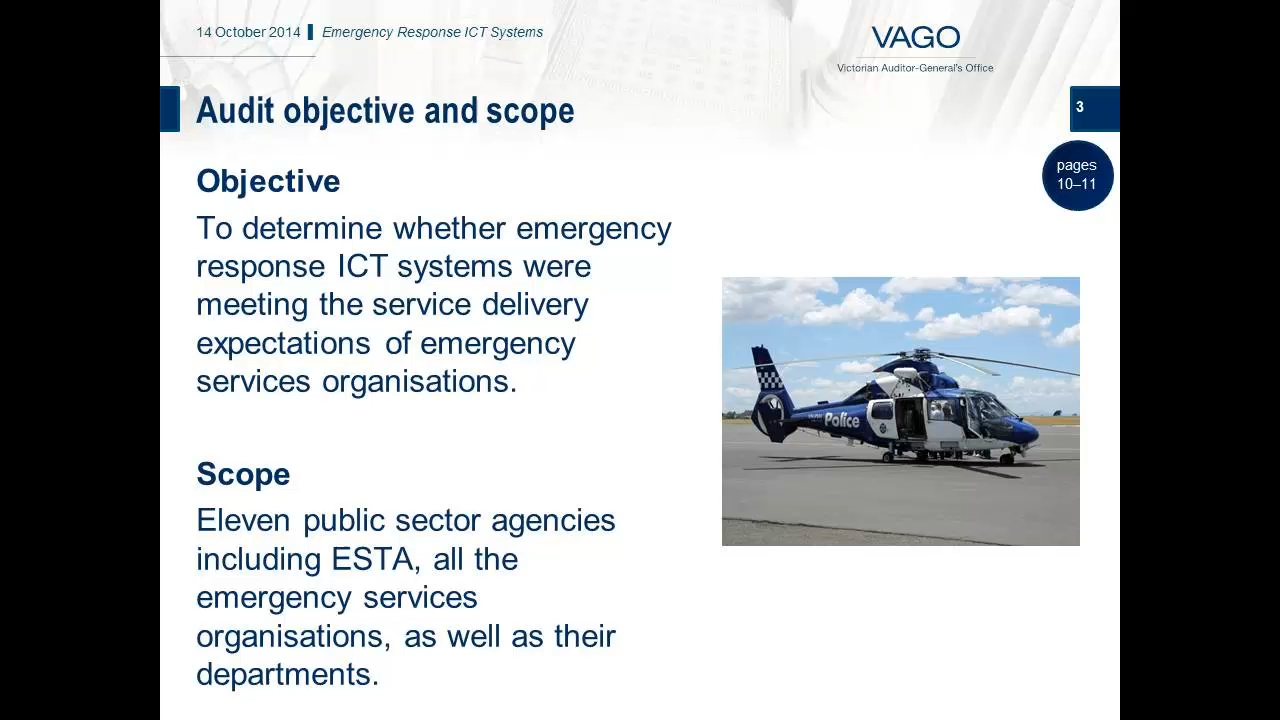 14 October 2014 Emergency Response ICT Systems
VAGO
Victorian Auditor-General's Office
Audit objective and scope
3
pages
10–11
Objective
To determine whether emergency
response ICT systems were
meeting the service delivery
expectations of emergency
services organisations.
Police
Scope
Eleven public sector agencies
including ESTA, all the
emergency services
organisations, as well as their
departments.